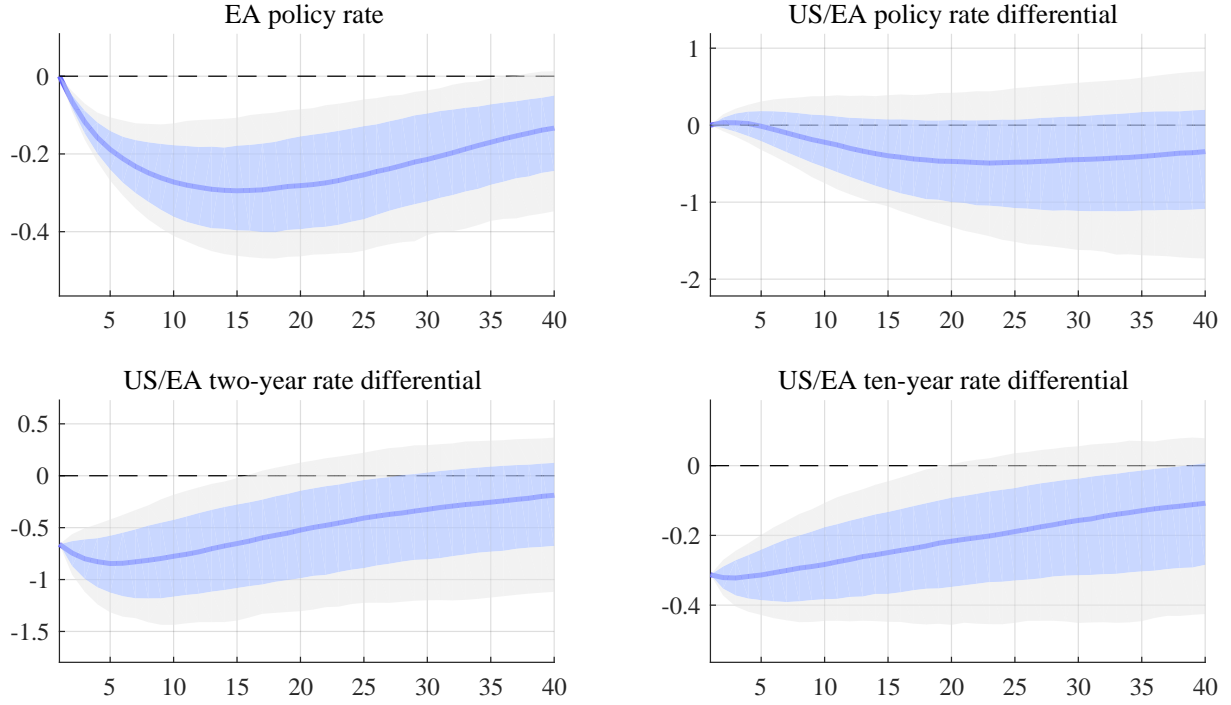 EA policy rate
0
-0.2
-0.4
5 10 15 20 25 30 35 40
US/EA policy rate differential
1
0
-1
-2
5 10 15 20 25 30 35 40
US/EA two-year rate differential
0.5
0
-0.5
-1
-1.5
5 10 15 20 25 30 35 40
US/EA ten-year rate differential
0
-0.2
-0.4
5 10 15 20 25 30 35 40